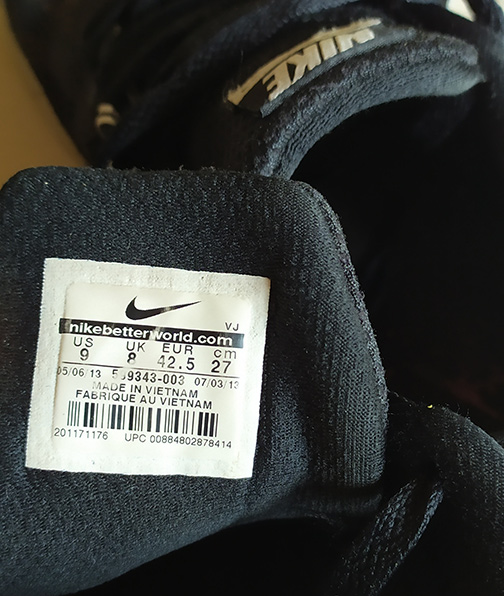 NIKE
VJ
nikebetterworld.com
US UK EUR cm
9 8 42.5 27
05/06/13 07/03/13
MADE IN VIETNAM
FABRIQUE AU VIETNAM
201171176 UPC 00884802878414